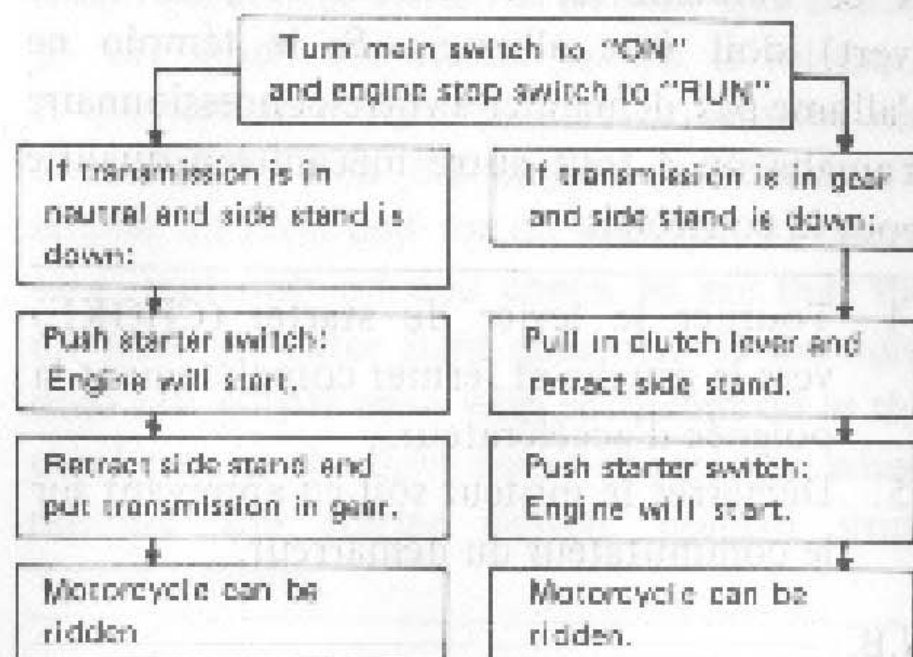 Turn main switch to "ON"
and engine stop switch to "RUN"
If transmission is in
neutral and side stand is
down:
Push starter switch:
Engine will start.
Retract side stand and
put transmission in gear.
Motorcycle can be
ridden
If transmission is in gear
and side stand is down:
Pull in clutch lever and
retract side stand.
Push starter switch:
Engine will start.
Motorcycle can be
ridden.